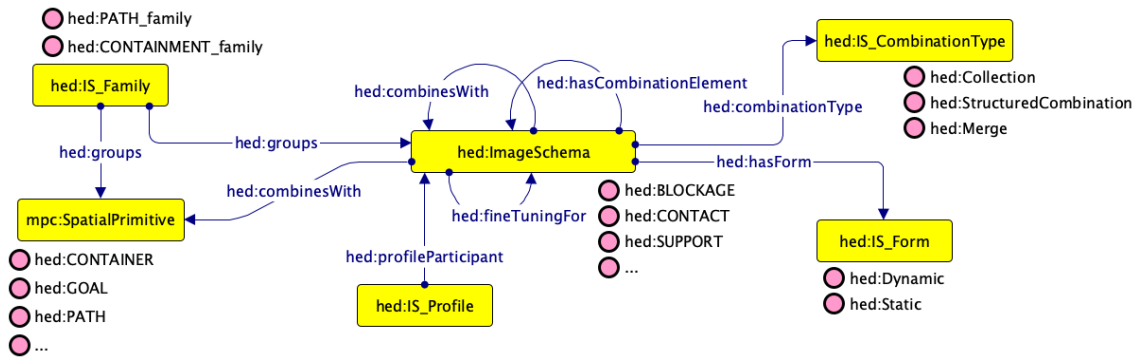 hed:PATH_family
hed:CONTAINMENT_family
hed:IS_Family
hed:groups
hed:groups
hed:combinesWith
mpc:SpatialPrimitive
hed:CONTAINER
hed:GOAL
hed:PATH
...
hed:combinesWith
hed:hasCombinationElement
hed:ImageSchema
hed:fineTuningFor
hed:profileParticipant
hed:IS_Profile
hed:BLOCKAGE
hed:CONTACT
hed:SUPPORT
...
hed:combinationType
hed:IS_CombinationType
hed:Collection
hed:StructuredCombination
hed:Merge
hed:hasForm
hed:IS_Form
hed:Dynamic
hed:Static